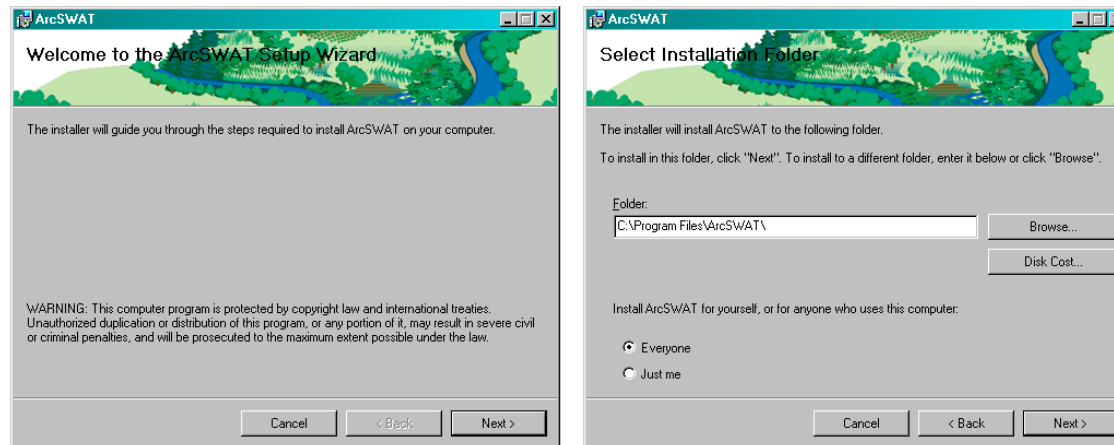 ArcSWAT
Welcome to the ArcSWAT Setup Wizard
The installer will guide you through the steps required to install ArcSWAT on your computer.
WARNING: This computer program is protected by copyright law and international treaties.
Unauthorized duplication or distribution of this program, or any portion of it, may result in severe civil
or criminal penalties, and will be prosecuted to the maximum extent possible under the law.
Cancel
< Back
Next >
ArcSWAT
Select Installation Folder
The installer will install ArcSWAT to the following folder.
To install in this folder, click "Next". To install to a different folder, enter it below or click "Browse".
Folder:
C:\Program Files\ArcSWAT\
Browse...
Disk Cost...
Install ArcSWAT for yourself, or for anyone who uses this computer:
Everyone
Just me
Cancel
< Back
Next >